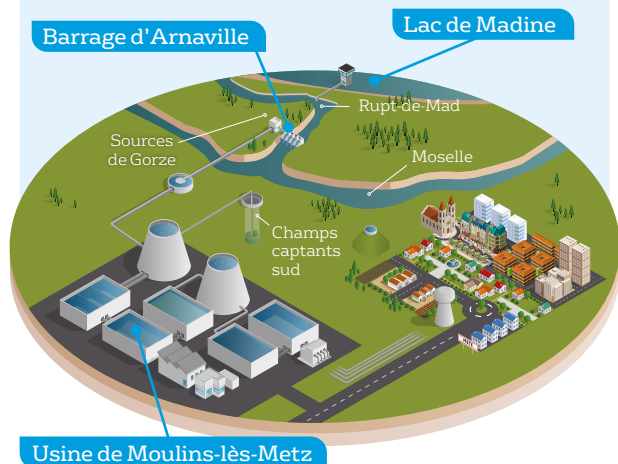 Barrage d'Arnaville
Lac de Madine
Rupt-de-Mad
Sources
de Gorze
Moselle
Champs
captants
sud
Usine de Moulins-lès-Metz